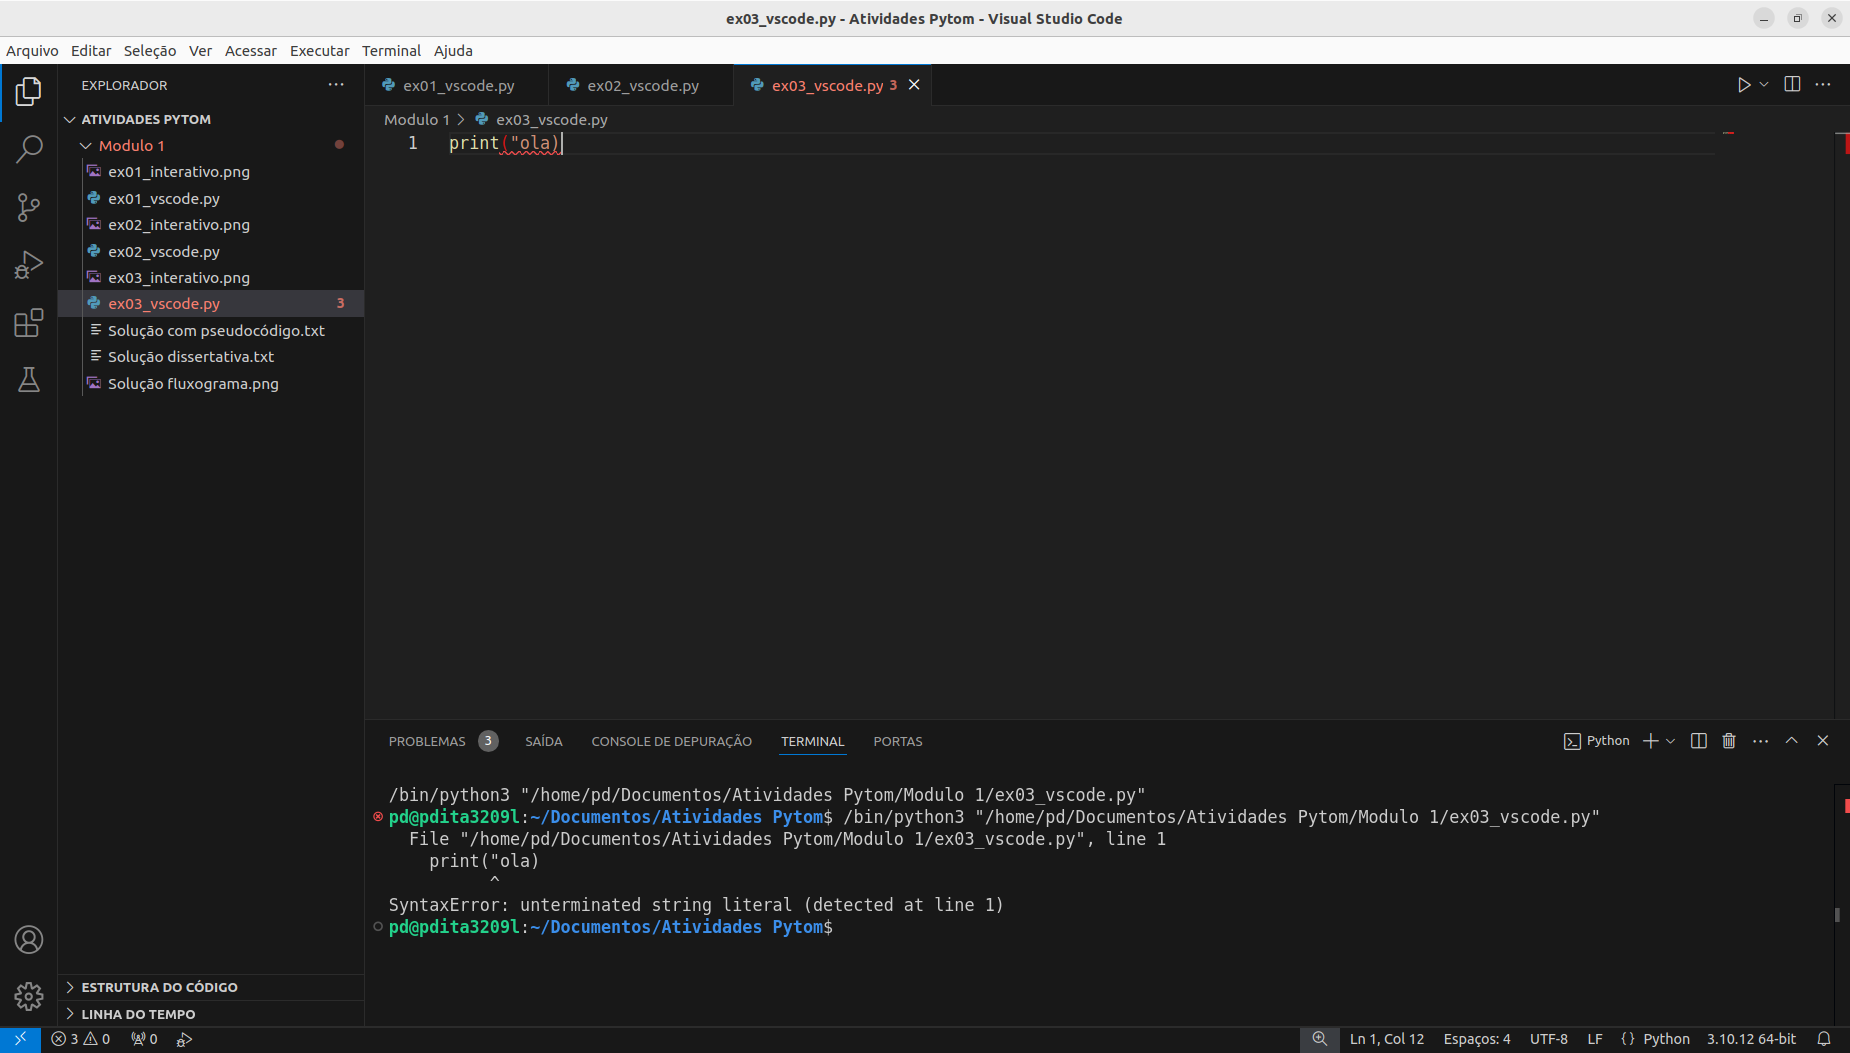 ex03_vscode.py - Atividades Pytom - Visual Studio Code
Arquivo Editar Seleção Ver Acessar Executar Terminal Ajuda
EXPLORADOR
ex01_vscode.py
ex02_vscode.py
ex03_vscode.py 3
ATIVIDADES PYTOM
Modulo 1
ex01_interativo.png
ex01_vscode.py
ex02_interativo.png
ex02_vscode.py
ex03_interativo.png
ex03_vscode.py 3
Solução com pseudocódigo.txt
Solução dissertativa.txt
Solução fluxograma.png
Modulo 1 > ex03_vscode.py
1 print("ola)
PROBLEMAS 3 SAÍDA CONSOLE DE DEPURAÇÃO TERMINAL PORTAS
Python
/bin/python3 "/home/pd/Documentos/Atividades Pytom/Modulo 1/ex03_vscode.py"
pd@pdita3209l:~/Documentos/Atividades Pytom$ /bin/python3 "/home/pd/Documentos/Atividades Pytom/Modulo 1/ex03_vscode.py"
File "/home/pd/Documentos/Atividades Pytom/Modulo 1/ex03_vscode.py", line 1
print("ola)
^
SyntaxError: unterminated string literal (detected at line 1)
pd@pdita3209l:~/Documentos/Atividades Pytom$
ESTRUTURA DO CÓDIGO
LINHA DO TEMPO
3 0 0
Ln 1, Col 12 Espaços: 4 UTF-8 LF {} Python 3.10.12 64-bit